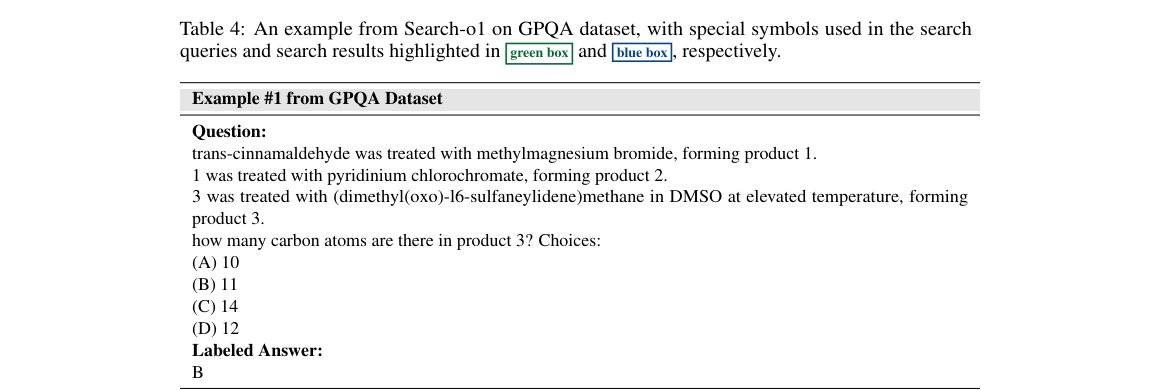 Table 4: An example from Search-o1 on GPQA dataset, with special symbols used in the search
queries and search results highlighted in green box and blue box, respectively.
Example #1 from GPQA Dataset
Question:
trans-cinnamaldehyde was treated with methylmagnesium bromide, forming product 1.
1 was treated with pyridinium chlorochromate, forming product 2.
3 was treated with (dimethyl(oxo)-l6-sulfaneylidene)methane in DMSO at elevated temperature, forming
product 3.
how many carbon atoms are there in product 3? Choices:
(A) 10
(B) 11
(C) 14
(D) 12
Labeled Answer:
B